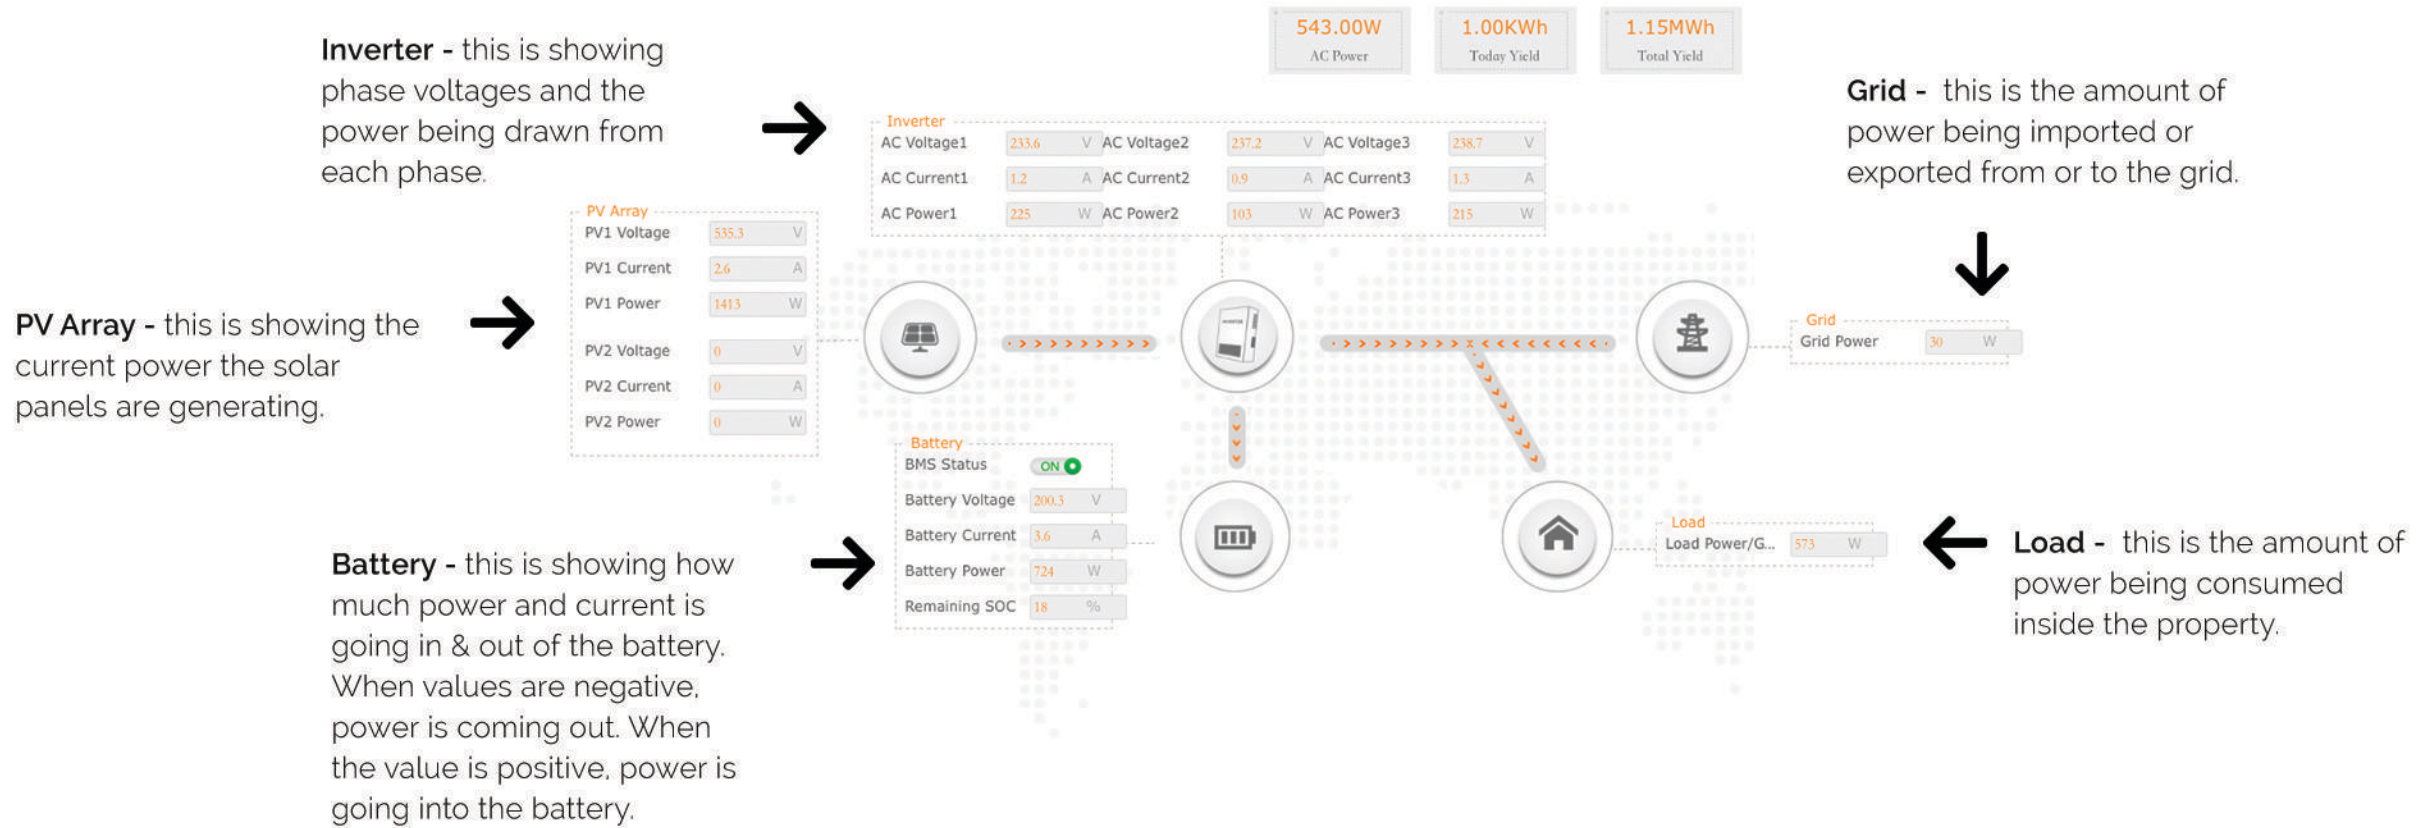 543.00W
AC Power
1.00KWh
Today Yield
1.15MWh
Total Yield
Inverter - this is showing
phase voltages and the
power being drawn from
each phase.
Grid - this is the amount of
power being imported or
exported from or to the grid.
Inverter
AC Voltage1 233.6 V AC Voltage2 237.2 V AC Voltage3 238.7 V
AC Current1 1.2 A AC Current2 0.9 A AC Current3 1.3 A
AC Power1 225 W AC Power2 103 W AC Power3 215 W
PV Array
PV1 Voltage 535.3 V
PV1 Current 2.6 A
PV1 Power 1413 W
PV2 Voltage 0 V
PV2 Current 0 A
PV2 Power 0 W
PV Array - this is showing the
current power the solar
panels are generating.
INVERTER
Grid
Grid Power 30 W
Battery
BMS Status ON
Battery Voltage 200.3 V
Battery Current 3.6 A
Battery Power 724 W
Remaining SOC 18 %
Load
Load Power/G... 573 W
Load - this is the amount of
power being consumed
inside the property.
Battery - this is showing how
much power and current is
going in & out of the battery.
When values are negative,
power is coming out. When
the value is positive, power is
going into the battery.